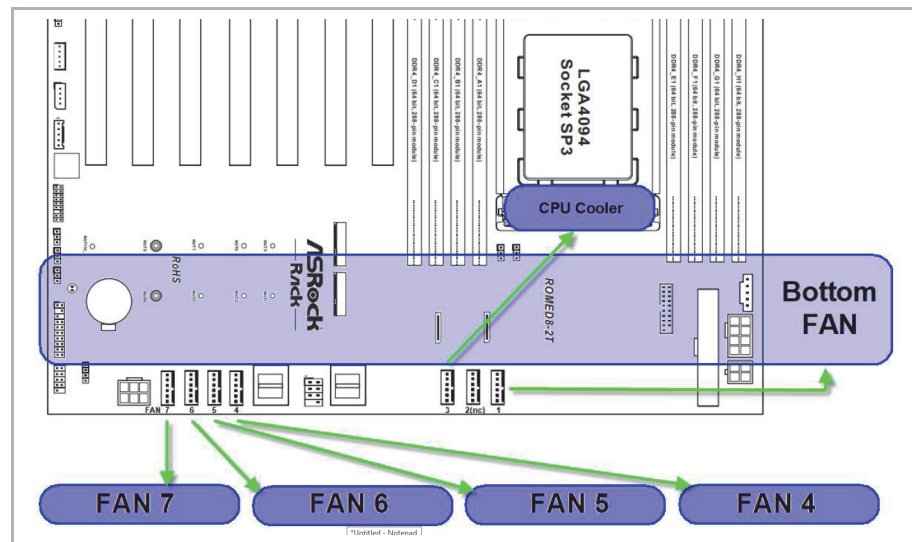 DDR4_D1 (64 bit, 288-pin module)
DDR4_C1 (64 bit, 288-pin module)
DDR4_B1 (64 bit, 288-pin module)
DDR4_A1 (64 bit, 288-pin module)
LGA4094
Socket SP3
DDR4_E1 (64 bit, 288-pin module)
DDR4_F1 (64 bit, 288-pin module)
DDR4_G1 (64 bit, 288-pin module)
DDR4_H1 (64 bit, 288-pin module)
CPU Cooler
RoHS
ASRock
Rack
ROMED8-2T
Bottom
FAN
FAN 7 6 5 4 3 2(nc) 1
FAN 7
FAN 6
FAN 5
FAN 4
"Untitled - Notepad